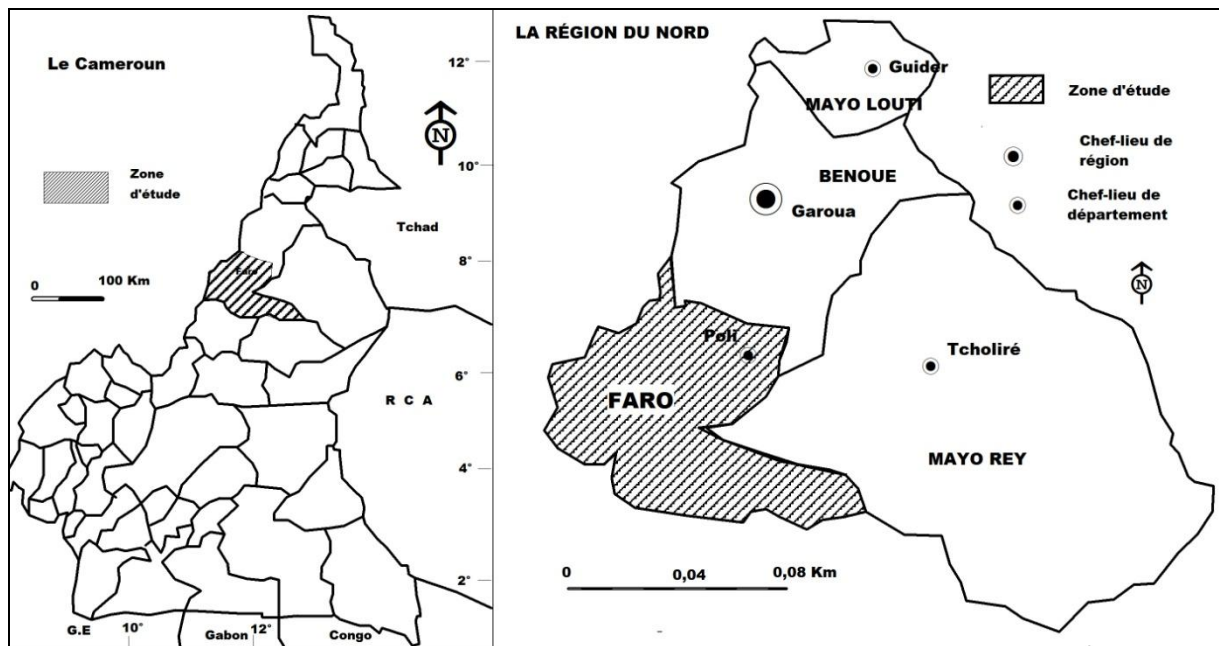 Le Cameroun
N
Zone
d'étude
0 100 Km
12°
10°
8°
6°
4°
2°
Tchad
Faro
R C A
G.E
10°
Gabon
12°
Congo
LA RÉGION DU NORD
Guider
MAYO LOUTI
BENOUE
Garoua
Poli
FARO
Tcholiré
MAYO REY
Zone d'étude
Chef-lieu de
région
Chef-lieu de
département
N
0 0,04 0,08 Km